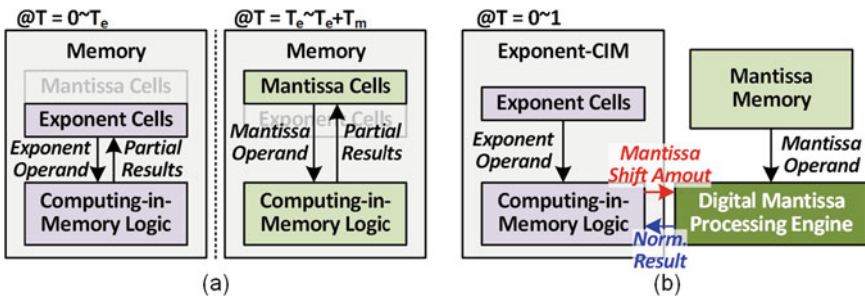 @T = 0~Te
Memory
Mantissa Cells
Exponent Cells
Exponent Operand
Partial Results
Computing-in-
Memory Logic
@T = Te~Te+Tm
Memory
Mantissa Cells
Exponent Cells
Mantissa Operand
Partial Results
Computing-in-
Memory Logic
(a)
@T = 0~1
Exponent-CIM
Exponent Cells
Exponent
Operand
Computing-in-
Memory Logic
Mantissa
Shift Amout
Norm.
Result
Mantissa
Memory
Mantissa
Operand
Digital Mantissa
Processing Engine
(b)